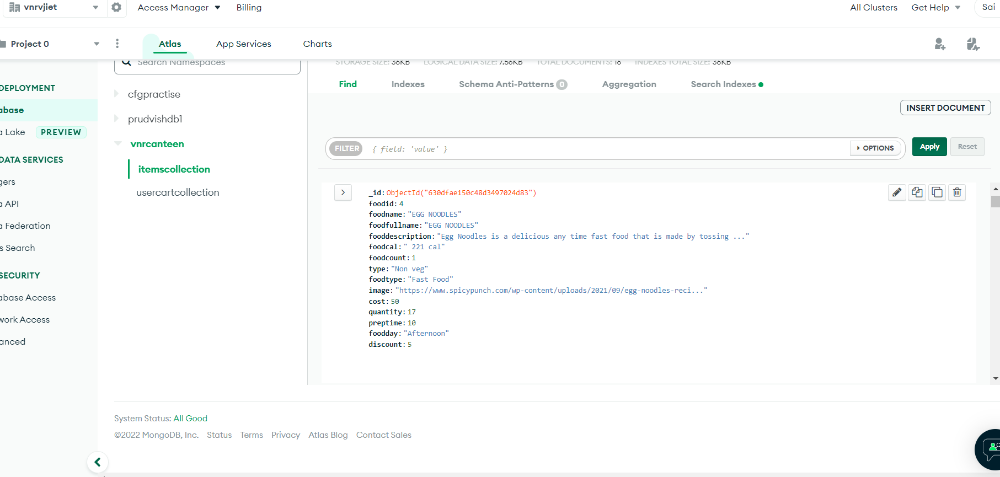 vnrvjiet
Access Manager
Billing
All Clusters
Get Help
Sai
Project 0
Atlas
App Services
Charts
Search Namespaces
STORAGE SIZE: 36KB LOGICAL DATA SIZE: 7.56KB TOTAL DOCUMENTS: 16 INDEXES TOTAL SIZE: 36KB
DEPLOYMENT
abase
a Lake PREVIEW
DATA SERVICES
gers
a API
a Federation
s Search
SECURITY
abase Access
work Access
anced
cfgpractise
prudvishdb1
vnrcanteen
itemscollection
usercartcollection
Find Indexes Schema Anti-Patterns 0 Aggregation Search Indexes
INSERT DOCUMENT
FILTER { field: 'value' } OPTIONS Apply Reset
_id: ObjectId("630dfae150c48d3497024d83")
foodid: 4
foodname: "EGG NOODLES"
foodfullname: "EGG NOODLES"
fooddescription: "Egg Noodles is a delicious any time fast food that is made by tossing ..."
foodcal: " 221 cal"
foodcount: 1
type: "Non veg"
foodtype: "Fast Food"
image: "https://www.spicypunch.com/wp-content/uploads/2021/09/egg-noodles-reci..."
cost: 50
quantity: 17
preptime: 10
foodday: "Afternoon"
discount: 5
System Status: All Good
©2022 MongoDB, Inc. Status Terms Privacy Atlas Blog Contact Sales